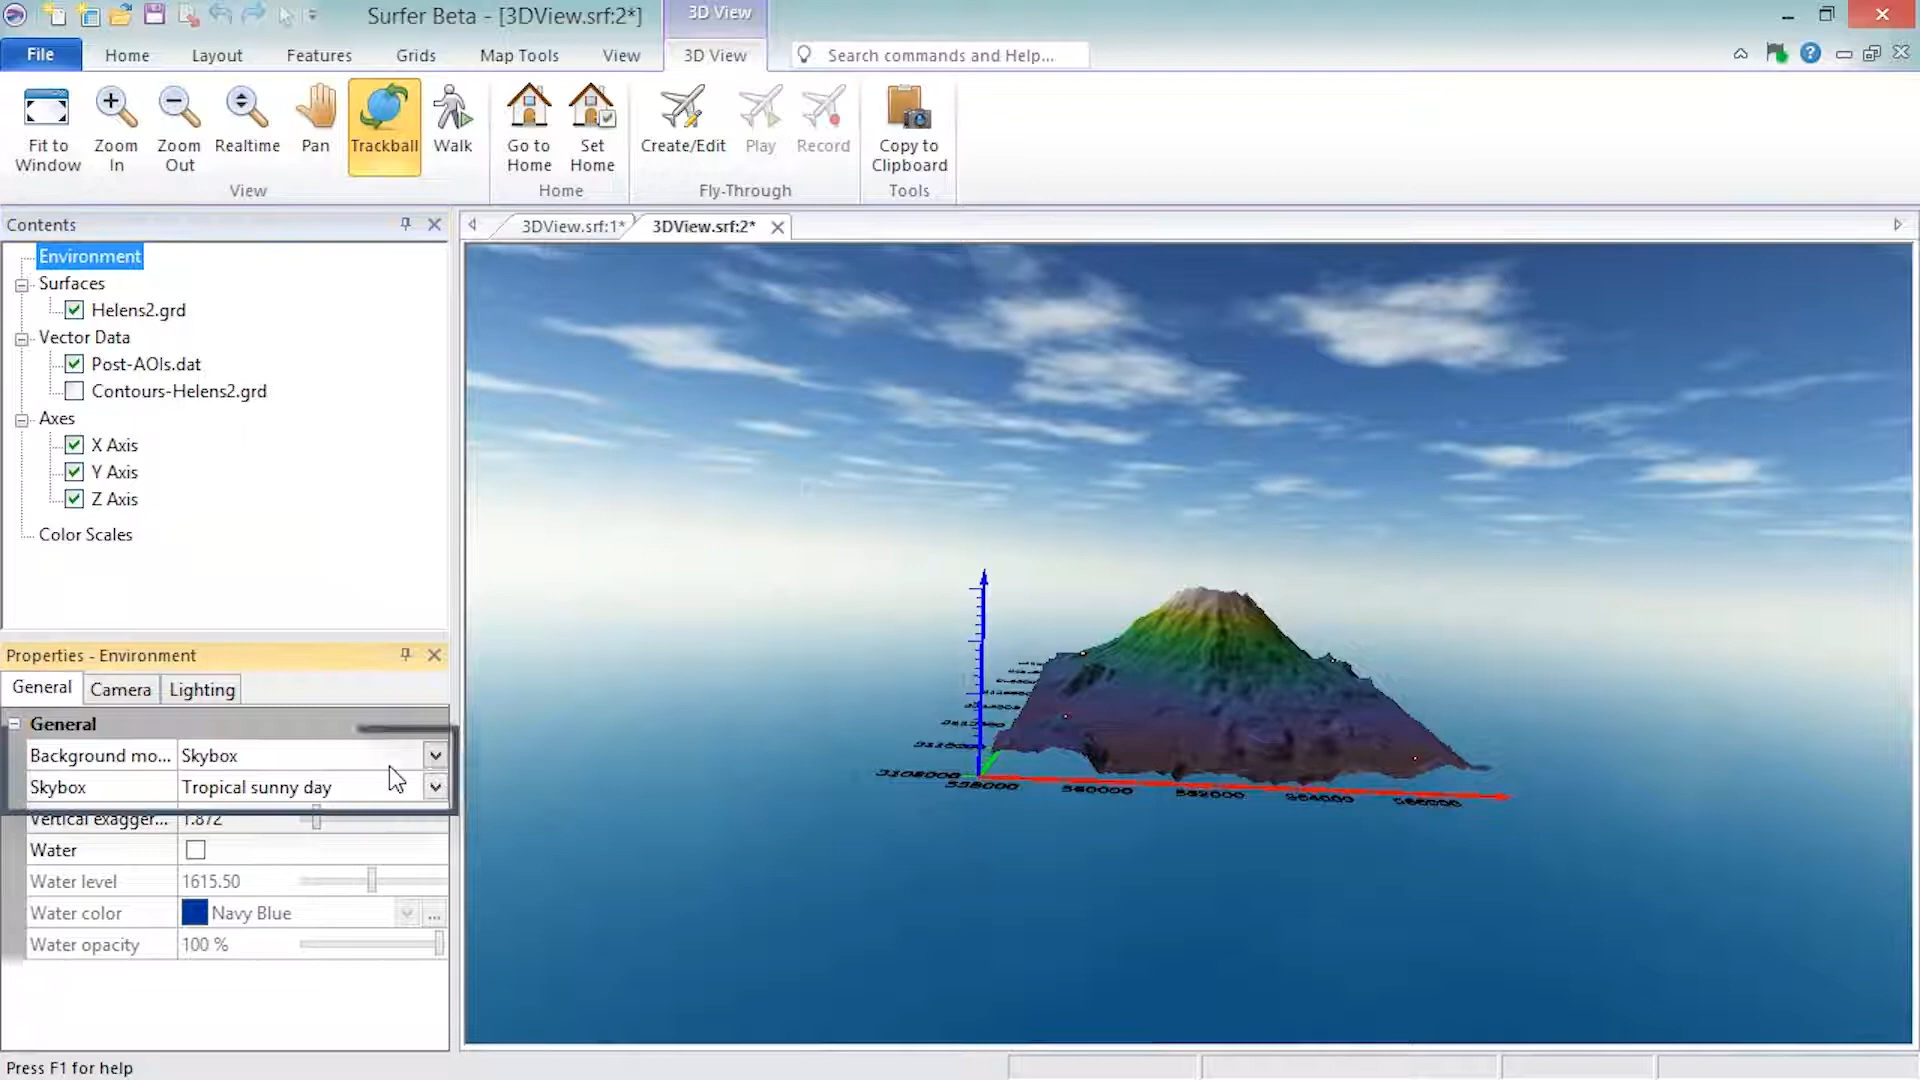 Surfer Beta - [3DView.srf:2*]
3D View
File
Home
Layout
Features
Grids
Map Tools
View
3D View
Search commands and Help...
Fit to Window
Zoom In
Zoom Out
Realtime
Pan
Trackball
Walk
Go to Home
Set Home
Create/Edit
Play
Record
Copy to Clipboard
View
Home
Fly-Through
Tools
Contents
3DView.srf:1*
3DView.srf:2*
Environment
Surfaces
Helens2.grd
Vector Data
Post-AOIs.dat
Contours-Helens2.grd
Axes
X Axis
Y Axis
Z Axis
Color Scales
Properties - Environment
General
Camera
Lighting
General
Background mo... Skybox
Skybox Tropical sunny day
Vertical exagger... 1.872
Water
Water level 1615.50
Water color Navy Blue ...
Water opacity 100 %
558000 560000 562000 564000 566000
Press F1 for help